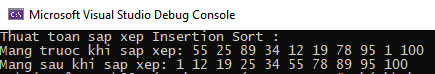 Microsoft Visual Studio Debug Console
Thuat toan sap xep Insertion Sort :
Mang truoc khi sap xep: 55 25 89 34 12 19 78 95 1 100
Mang sau khi sap xep: 1 12 19 25 34 55 78 89 95 100